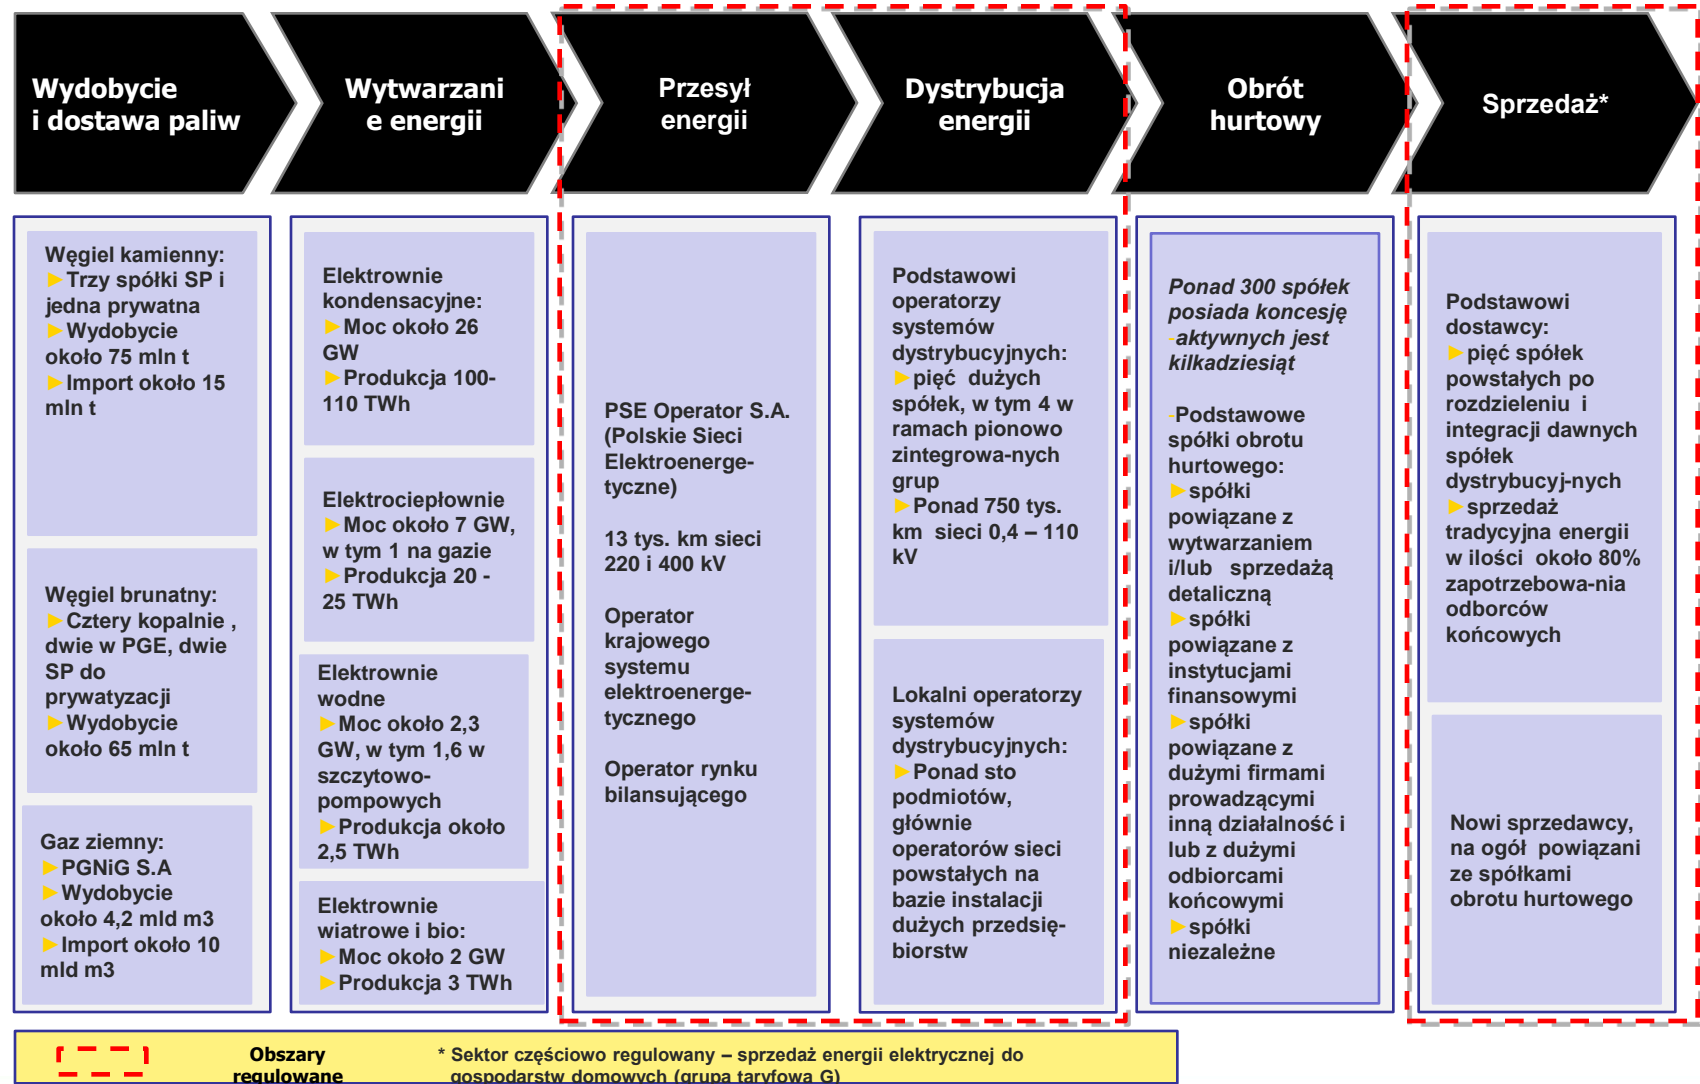 Wydobycie
i dostawa paliw
Wytwarzani
e energii
Przesył
energii
Dystrybucja
energii
Obrót
hurtowy
Sprzedaż*
Węgiel kamienny:
►Trzy spółki SP i
jedna prywatna
►Wydobycie
około 75 mln t
►Import około 15
mln t
Węgiel brunatny:
►Cztery kopalnie ,
dwie w PGE, dwie
SP do
prywatyzacji
►Wydobycie
około 65 mln t
Gaz ziemny:
►PGNiG S.A
►Wydobycie
około 4,2 mld m3
►Import około 10
mld m3
Elektrownie
kondensacyjne:
►Moc około 26
GW
►Produkcja 100-
110 TWh
Elektrociepłownie
►Moc około 7 GW,
w tym 1 na gazie
►Produkcja 20 -
25 TWh
Elektrownie
wodne
►Moc około 2,3
GW, w tym 1,6 w
szczytowo-
pompowych
►Produkcja około
2,5 TWh
Elektrownie
wiatrowe i bio:
►Moc około 2 GW
►Produkcja 3 TWh
PSE Operator S.A.
(Polskie Sieci
Elektroenerge-
tyczne)
13 tys. km sieci
220 i 400 kV
Operator
krajowego
systemu
elektroenerge-
tycznego
Operator rynku
bilansującego
Podstawowi
operatorzy
systemów
dystrybucyjnych:
►pięć dużych
spółek, w tym 4 w
ramach pionowo
zintegrowa-nych
grup
►Ponad 750 tys.
km sieci 0,4 – 110
kV
Lokalni operatorzy
systemów
dystrybucyjnych:
►Ponad sto
podmiotów,
głównie
operatorów sieci
powstałych na
bazie instalacji
dużych przedsię-
biorstw
Ponad 300 spółek
posiada koncesję
-aktywnych jest
kilkadziesiąt
-Podstawowe
spółki obrotu
hurtowego:
►spółki
powiązane z
wytwarzaniem
i/lub sprzedażą
detaliczną
►spółki
powiązane z
instytucjami
finansowymi
►spółki
powiązane z
dużymi firmami
prowadzącymi
inną działalność i
lub z dużymi
odbiorcami
końcowymi
►spółki
niezależne
Podstawowi
dostawcy:
►pięć spółek
powstałych po
rozdzieleniu i
integracji dawnych
spółek
dystrybucyj-nych
►sprzedaż
tradycyjna energii
w ilości około 80%
zapotrzebowa-nia
odborców
końcowych
Nowi sprzedawcy,
na ogół powiązani
ze spółkami
obrotu hurtowego
Obszary
regulowane
* Sektor częściowo regulowany – sprzedaż energii elektrycznej do
gospodarstw domowych (grupa taryfowa G)